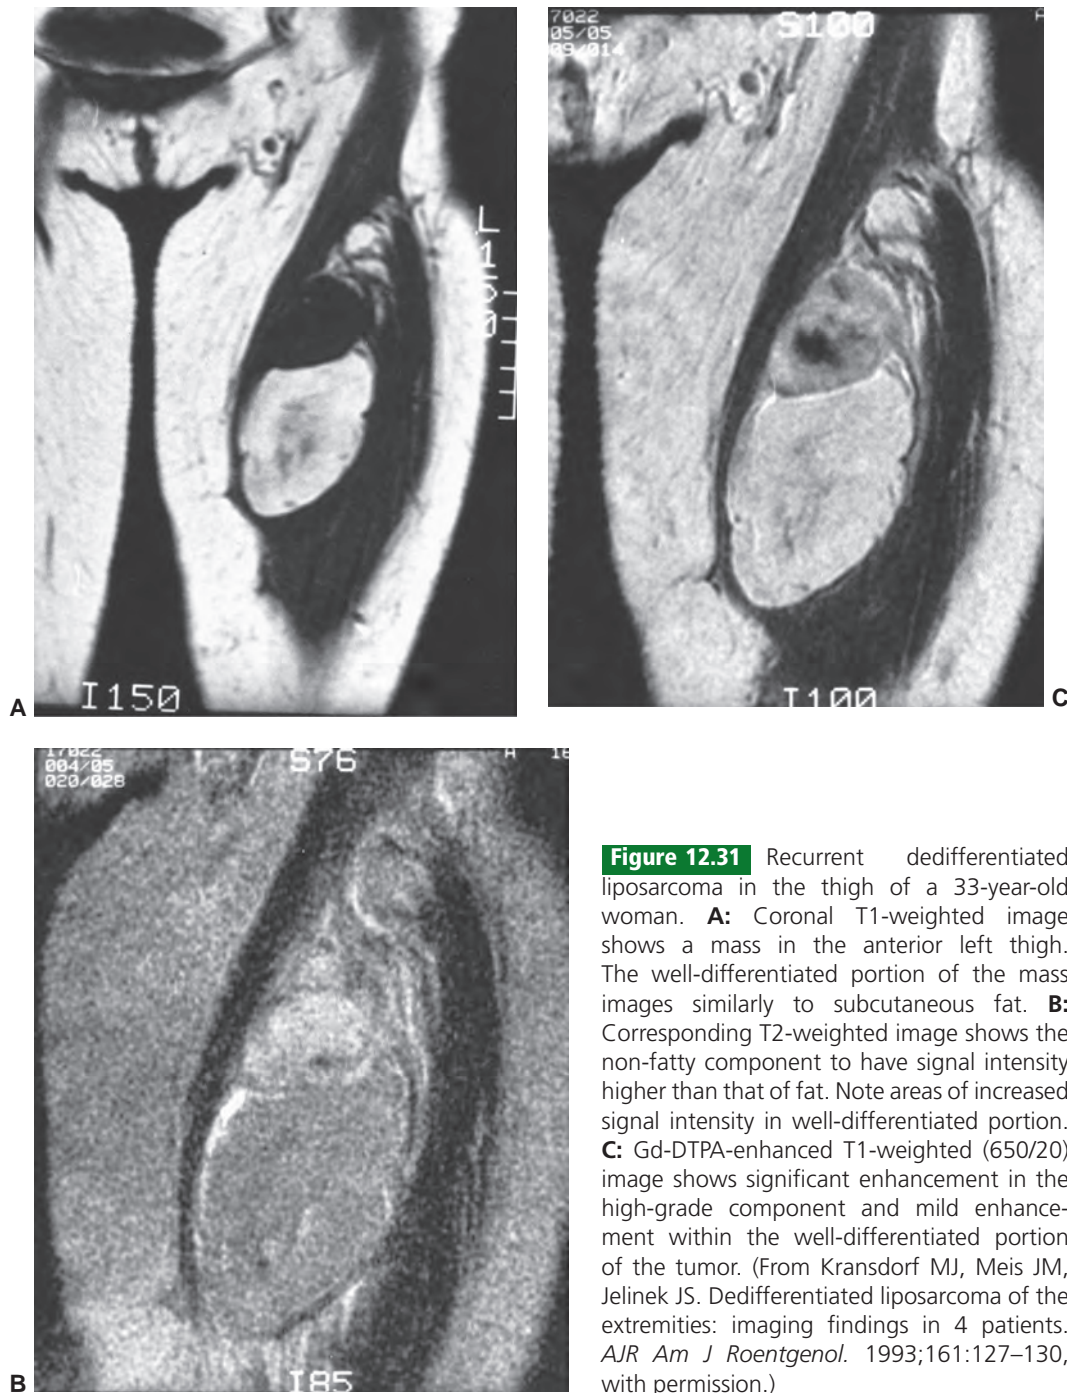 L
1
0
I150
A
7022
05/05
09/014
S100
A
I100
C
17022
004/05
020/028
S76
A
16
I85
B
Figure 12.31 Recurrent dedifferentiated
liposarcoma in the thigh of a 33-year-old
woman. A: Coronal T1-weighted image
shows a mass in the anterior left thigh.
The well-differentiated portion of the mass
images similarly to subcutaneous fat. B:
Corresponding T2-weighted image shows the
non-fatty component to have signal intensity
higher than that of fat. Note areas of increased
signal intensity in well-differentiated portion.
C: Gd-DTPA-enhanced T1-weighted (650/20)
image shows significant enhancement in the
high-grade component and mild enhance-
ment within the well-differentiated portion
of the tumor. (From Kransdorf MJ, Meis JM,
Jelinek JS. Dedifferentiated liposarcoma of the
extremities: imaging findings in 4 patients.
AJR Am J Roentgenol. 1993;161:127–130,
with permission.)